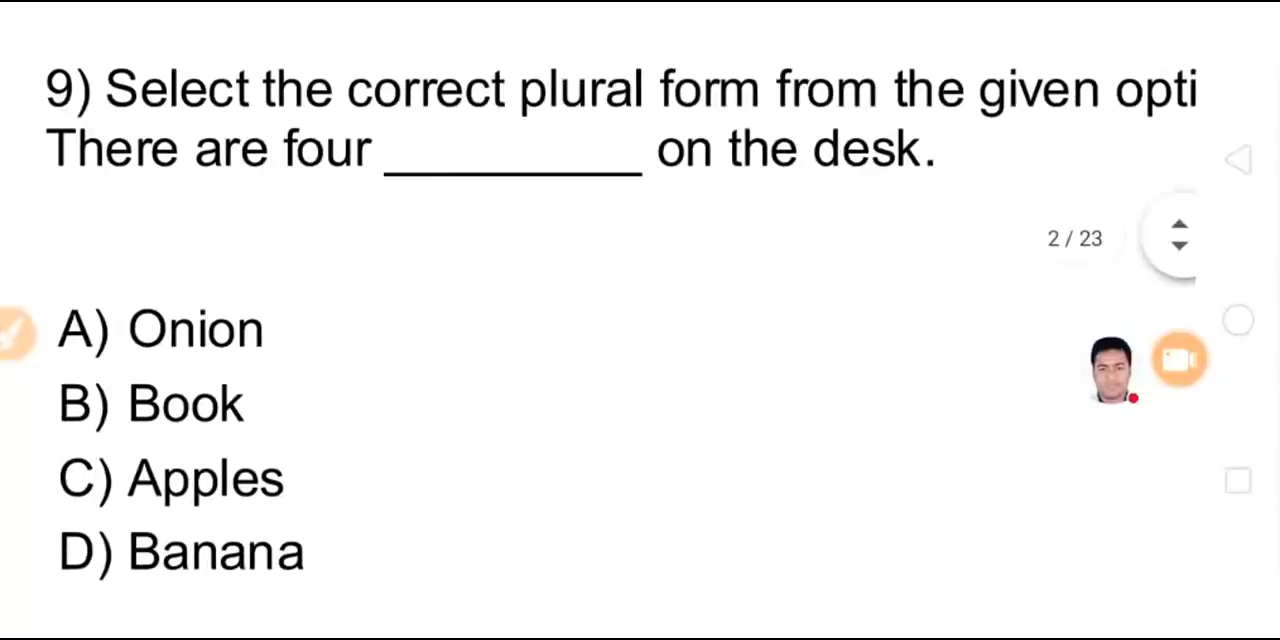 9) Select the correct plural form from the given opti
There are four __________ on the desk.
2 / 23
A) Onion
B) Book
C) Apples
D) Banana